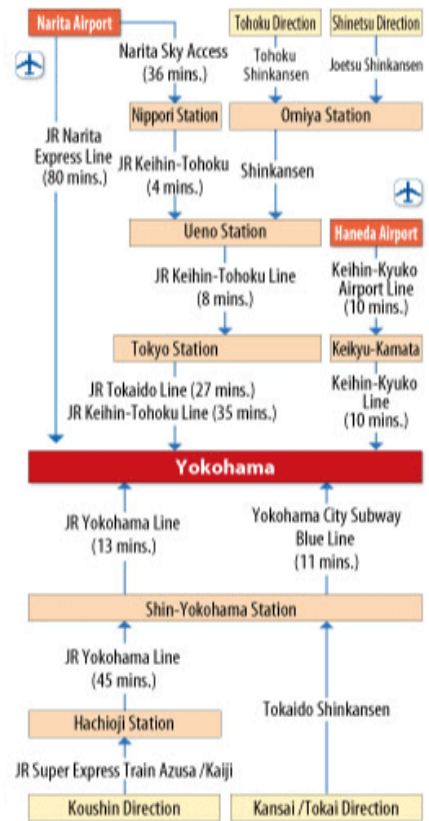 Narita Airport
Tohoku Direction
Shinetsu Direction
Narita Sky Access
(36 mins.)
Tohoku
Shinkansen
Joetsu Shinkansen
Nippori Station
Omiya Station
JR Narita
Express Line
(80 mins.)
JR Keihin-Tohoku
(4 mins.)
Shinkansen
Ueno Station
Haneda Airport
JR Keihin-Tohoku Line
(8 mins.)
Keihin-Kyuko
Airport Line
(10 mins.)
Tokyo Station
Keikyu-Kamata
JR Tokaido Line (27 mins.)
JR Keihin-Tohoku Line (35 mins.)
Keihin-Kyuko
Line
(10 mins.)
Yokohama
JR Yokohama Line
(13 mins.)
Yokohama City Subway
Blue Line
(11 mins.)
Shin-Yokohama Station
JR Yokohama Line
(45 mins.)
Tokaido Shinkansen
Hachioji Station
JR Super Express Train Azusa /Kaiji
Koushin Direction
Kansai /Tokai Direction